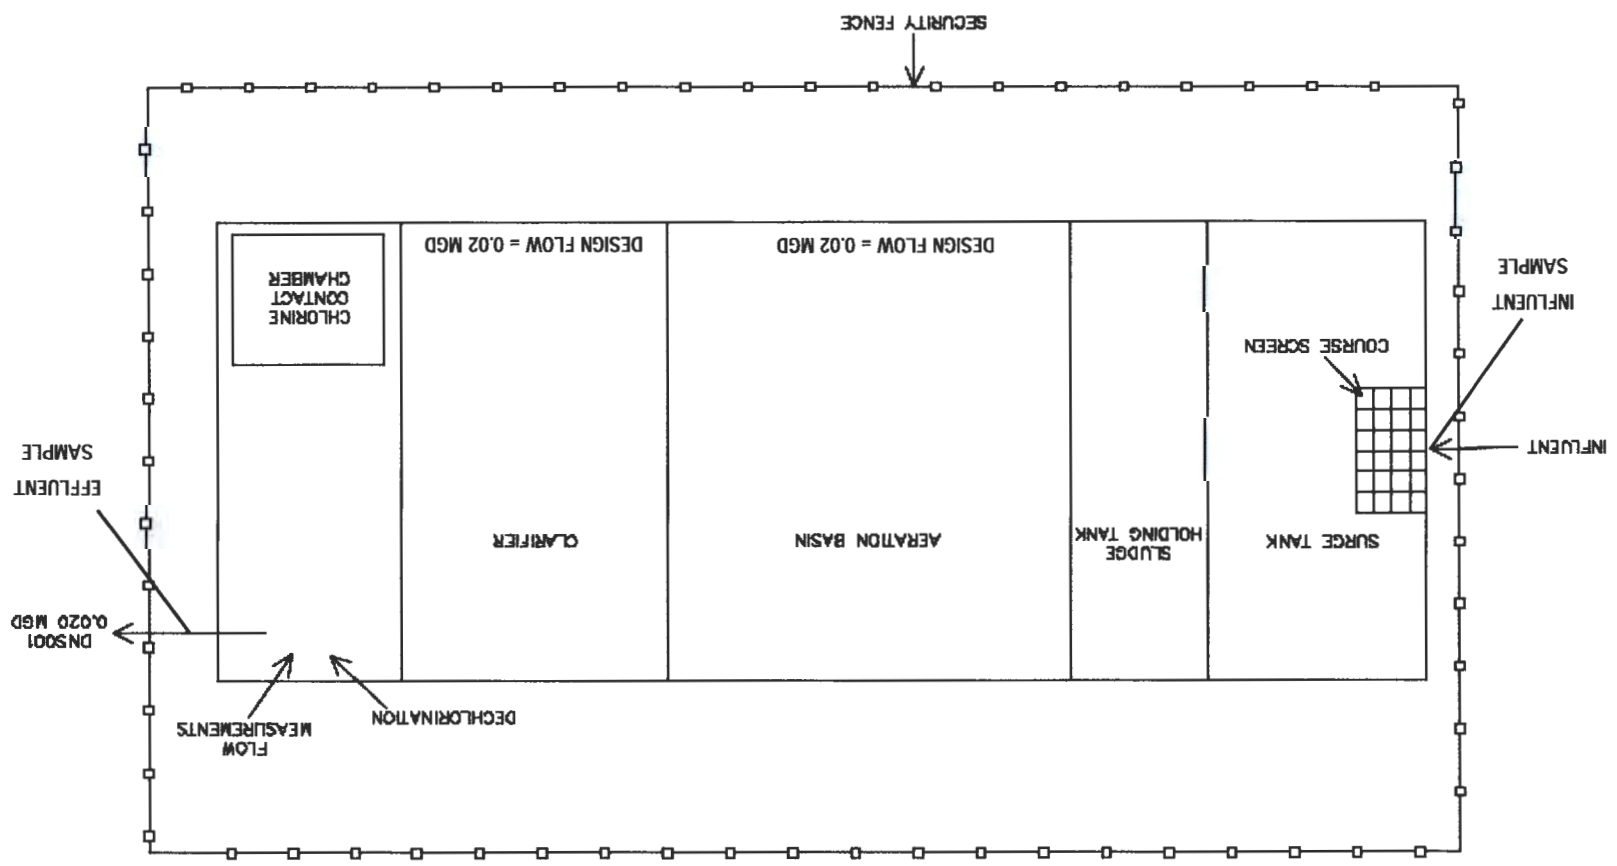 FLOW
MEASUREMENTS
DECHLORINATION
DNS001
0.020 MGD
SURGE TANK
SLUDGE
HOLDING TANK
AERATION BASIN
CLARIFIER
EFFLUENT
SAMPLE
INFLUENT
COURSE SCREEN
INFLUENT
SAMPLE
CHLORINE
CONTACT
CHAMBER
DESIGN FLOW = 0.02 MGD
DESIGN FLOW = 0.02 MGD
SECURITY FENCE